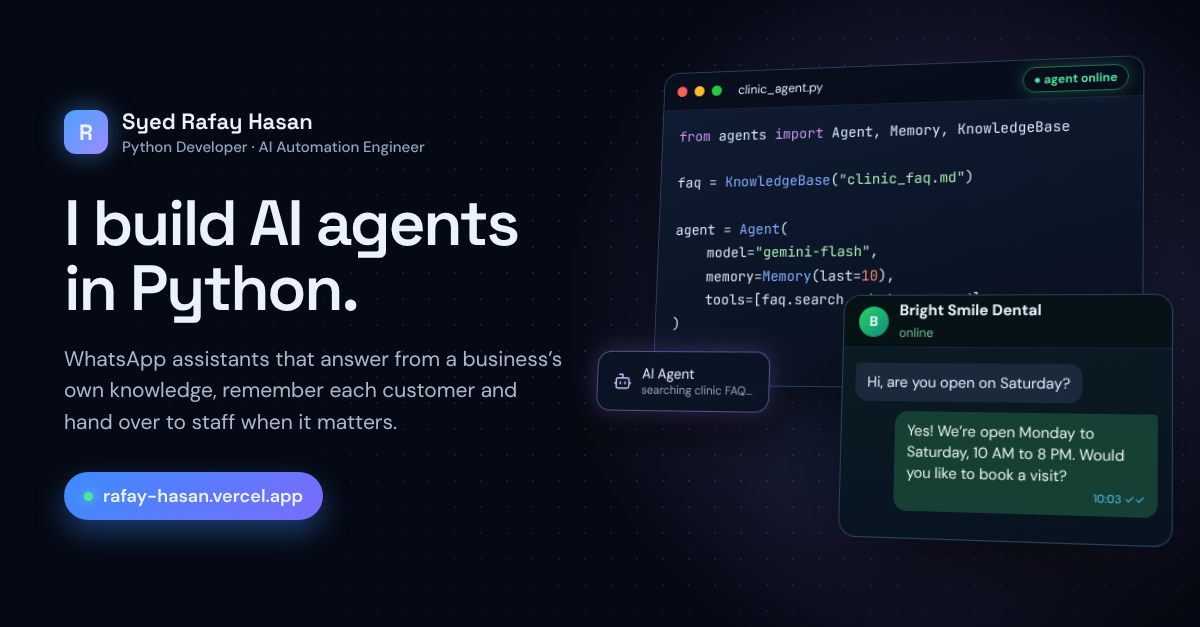 R
Syed Rafay Hasan
Python Developer · AI Automation Engineer
I build AI agents
in Python.
WhatsApp assistants that answer from a business’s
own knowledge, remember each customer and
hand over to staff when it matters.
rafay-hasan.vercel.app
clinic_agent.py
● agent online
from agents import Agent, Memory, KnowledgeBase
faq = KnowledgeBase("clinic_faq.md")
agent = Agent(
model="gemini-flash",
memory=Memory(last=10),
tools=[faq.search
)
AI Agent
searching clinic FAQ…
B
Bright Smile Dental
online
Hi, are you open on Saturday?
Yes! We’re open Monday to
Saturday, 10 AM to 8 PM. Would
you like to book a visit?
10:03 ✓✓